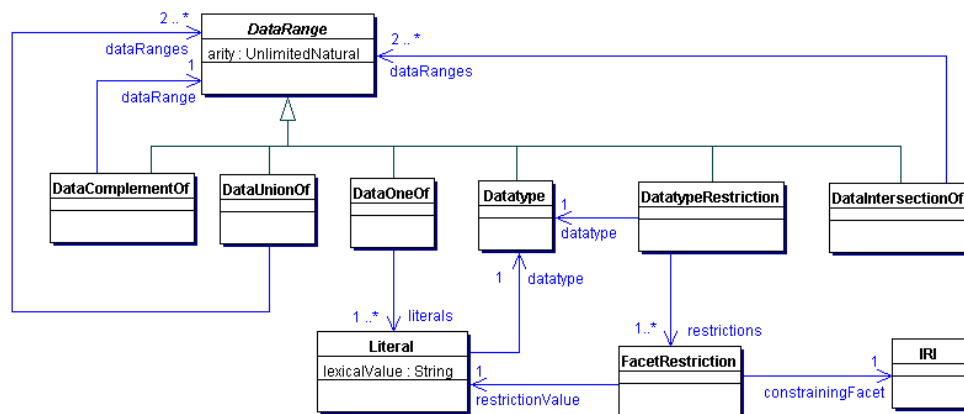 2..*
DataRange
dataRanges
arity : UnlimitedNatural
2..*
dataRanges
1
dataRange
DataComplementOf
DataUnionOf
DataOneOf
Datatype
DatatypeRestriction
DataIntersectionOf
1
datatype
1
datatype
1..*
literals
1..*
restrictions
Literal
lexicalValue : String
1
restrictionValue
FacetRestriction
1
constrainingFacet
IRI